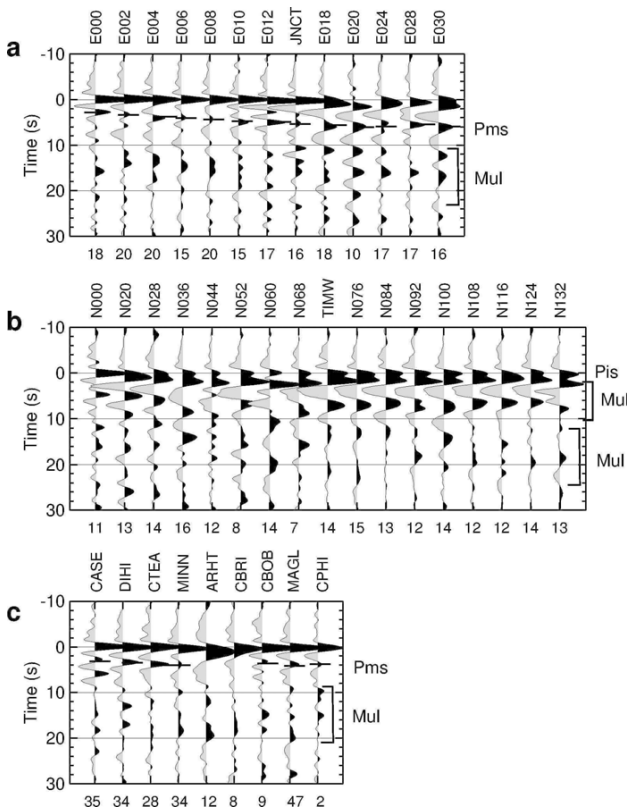 E000 E002 E004 E006 E008 E010 E012 JNCT E018 E020 E024 E028 E030
a
-10
0
10
20
30
Time (s)
Pms
Mul
18 20 20 15 20 15 17 16 18 10 17 17 16
N000 N020 N028 N036 N044 N052 N060 N068 TIMW N076 N084 N092 N100 N108 N116 N124 N132
b
-10
0
10
20
30
Time (s)
Pis
Mul
Mul
11 13 14 16 12 8 14 7 14 15 13 12 14 12 12 14 13
CASE DIHI CTEA MINN ARHT CBRI CBOB MAGL CPHI
c
-10
0
10
20
30
Time (s)
Pms
Mul
35 34 28 34 12 8 9 47 2